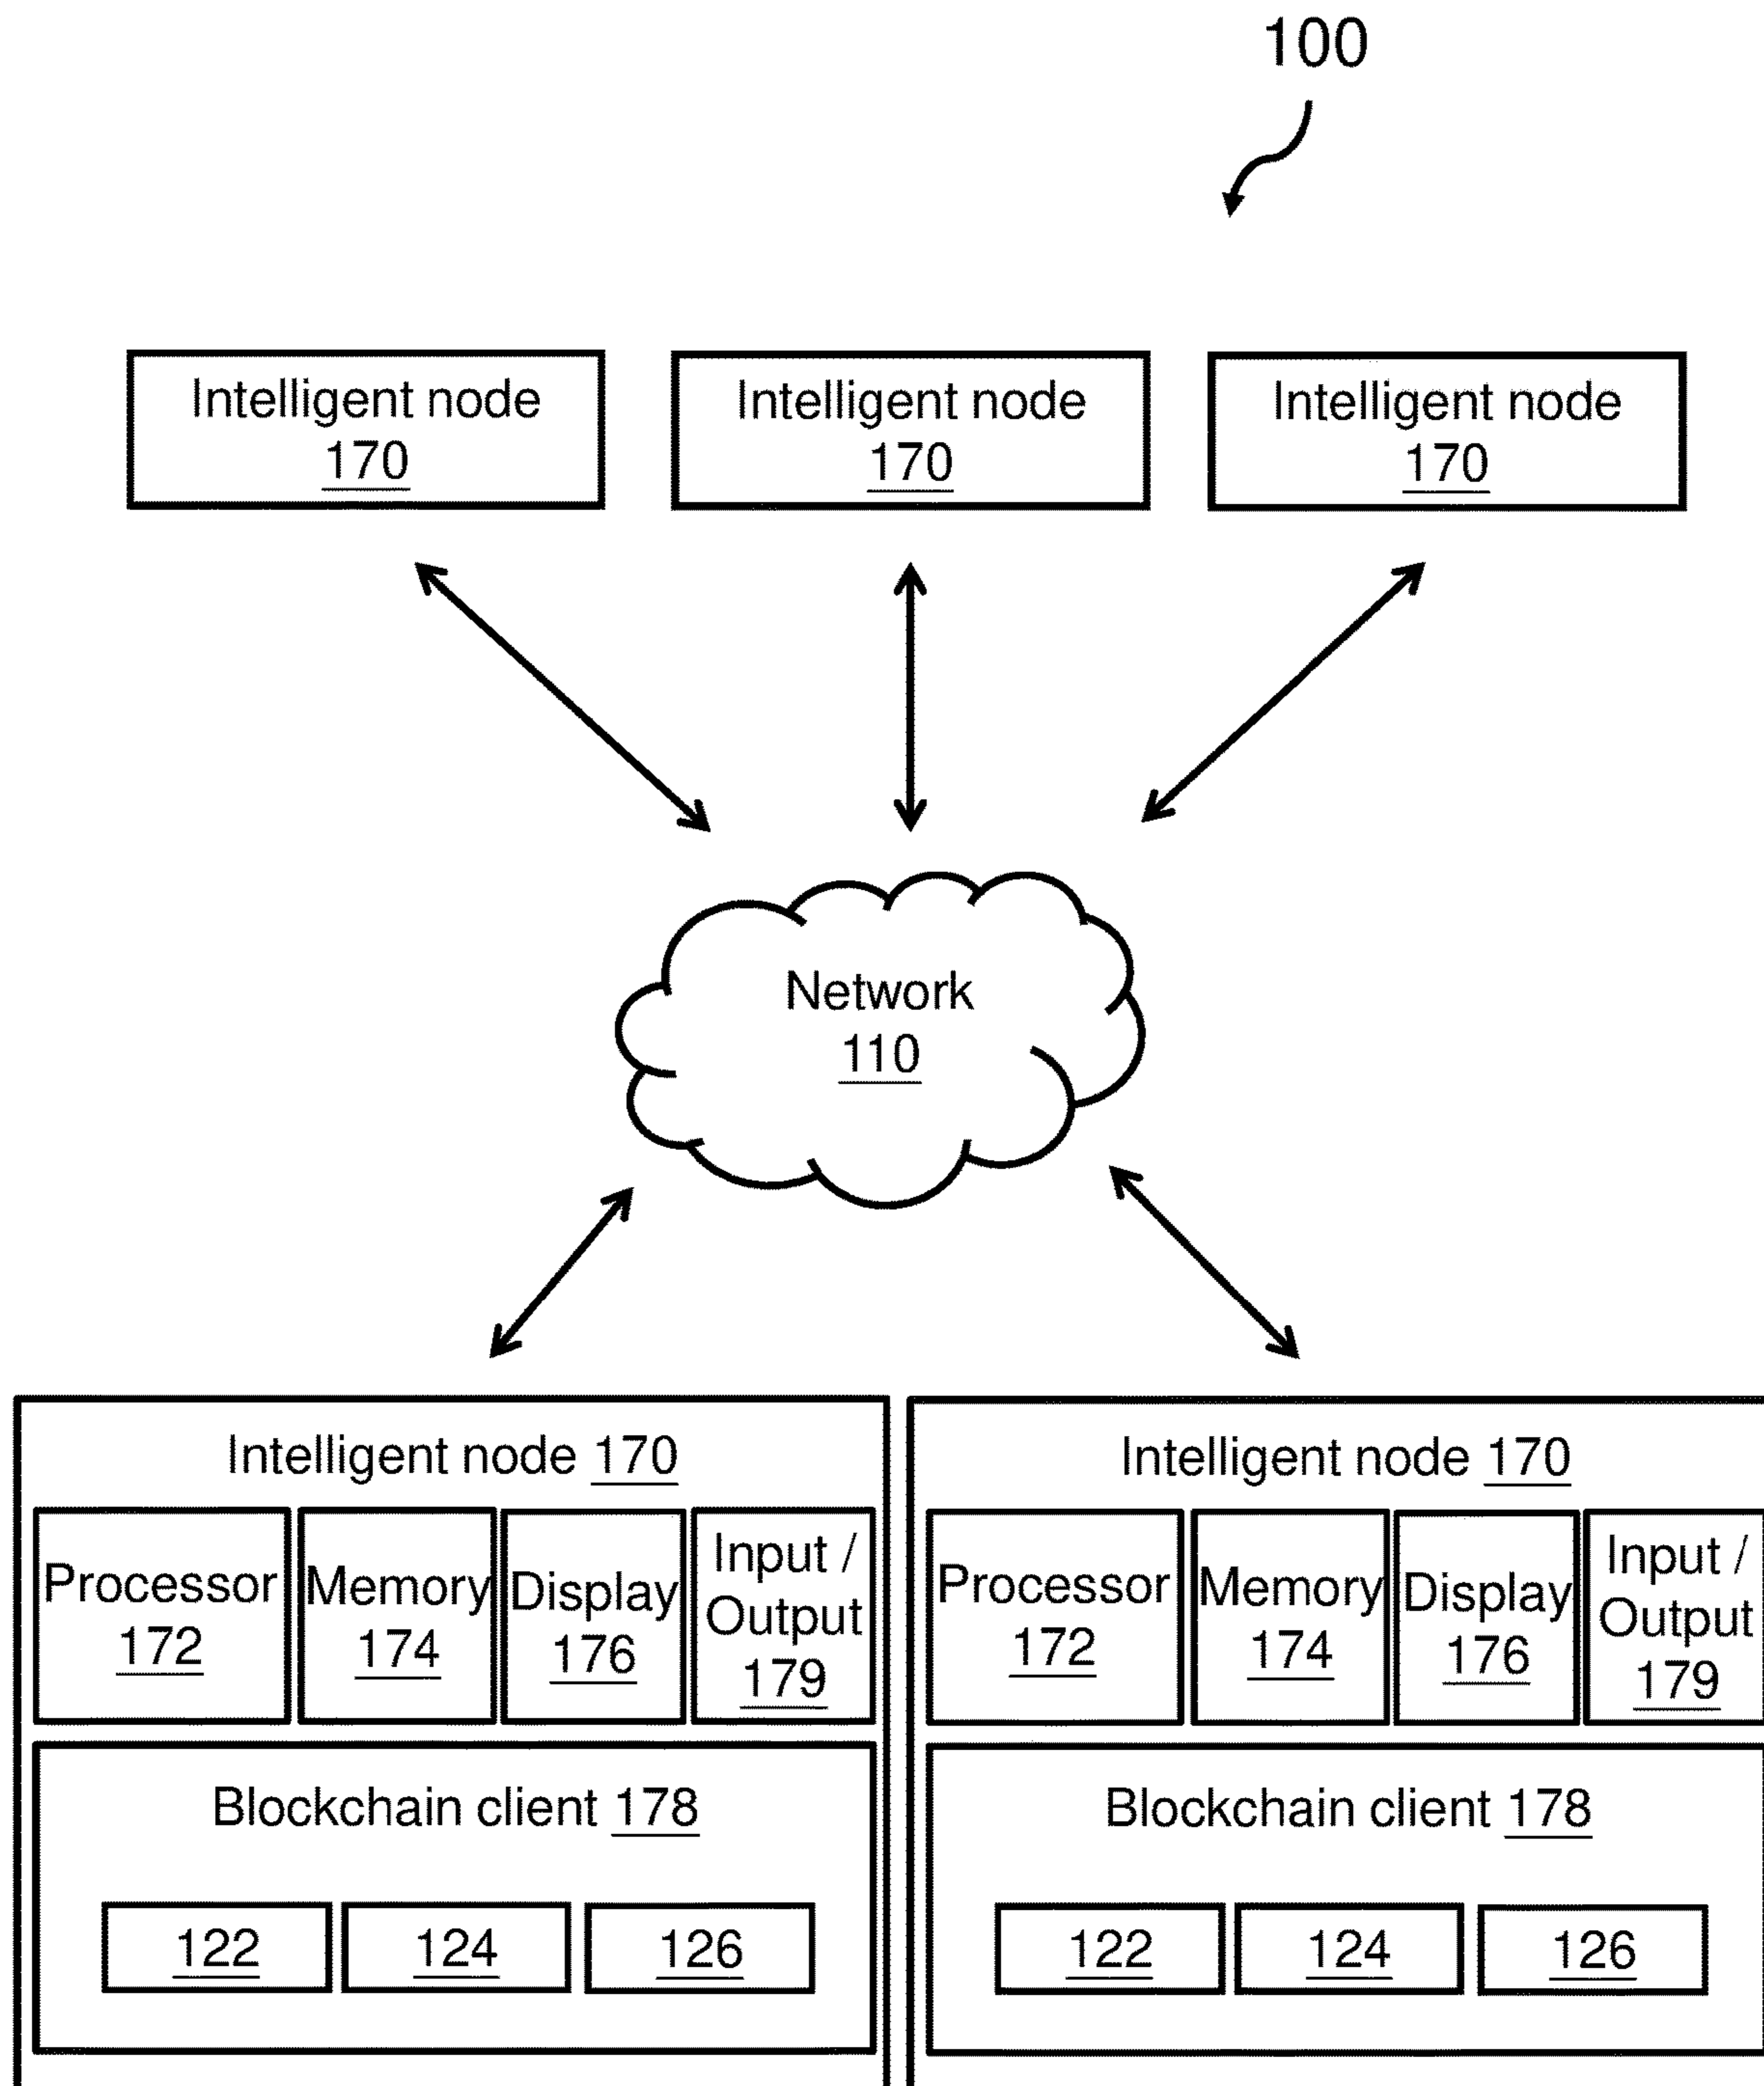 100
Intelligent node
170
Intelligent node
170
Intelligent node
170
Network
110
Intelligent node 170
Processor
172
Memory
174
Display
176
Input /
Output
179
Blockchain client 178
122
124
126
Intelligent node 170
Processor
172
Memory
174
Display
176
Input /
Output
179
Blockchain client 178
122
124
126